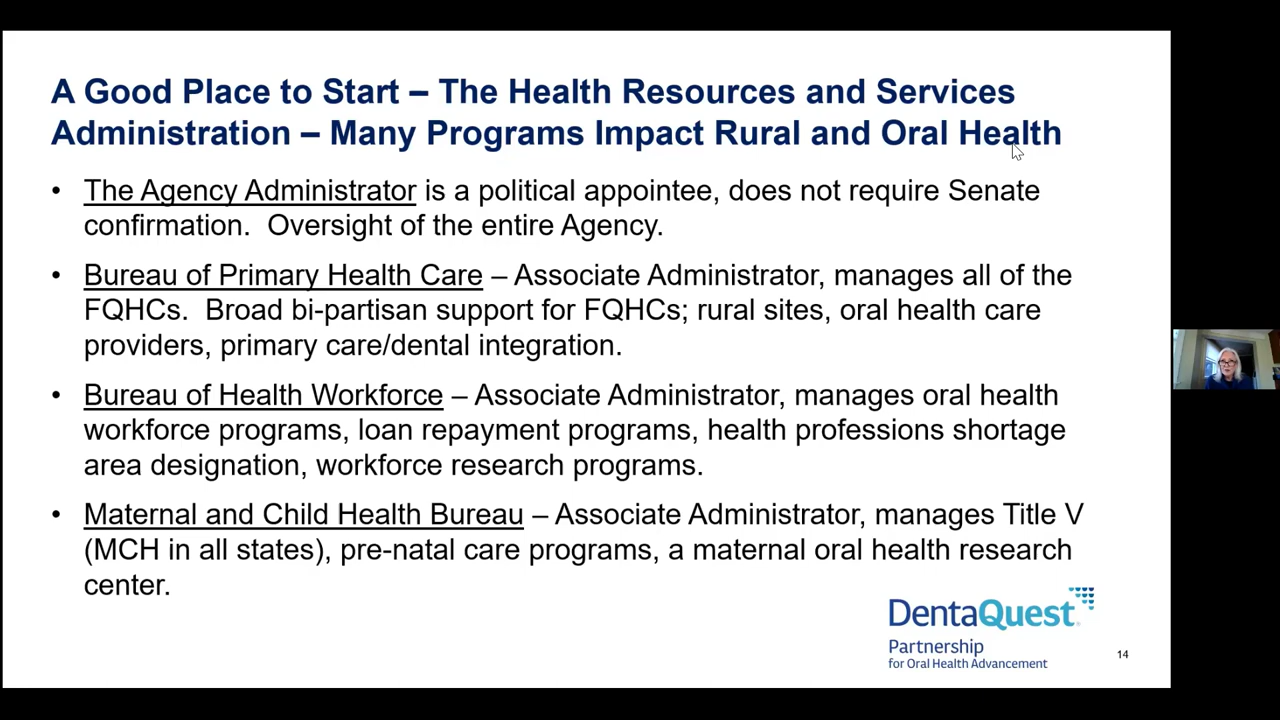 A Good Place to Start – The Health Resources and Services
Administration – Many Programs Impact Rural and Oral Health
• The Agency Administrator is a political appointee, does not require Senate
confirmation.  Oversight of the entire Agency.
• Bureau of Primary Health Care – Associate Administrator, manages all of the
FQHCs.  Broad bi-partisan support for FQHCs; rural sites, oral health care
providers, primary care/dental integration.
• Bureau of Health Workforce – Associate Administrator, manages oral health
workforce programs, loan repayment programs, health professions shortage
area designation, workforce research programs.
• Maternal and Child Health Bureau – Associate Administrator, manages Title V
(MCH in all states), pre-natal care programs, a maternal oral health research
center.
DentaQuest
Partnership
for Oral Health Advancement
14